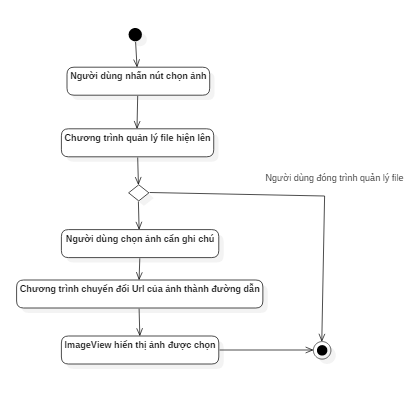 Người dùng nhấn nút chọn ảnh
Chương trình quản lý file hiện lên
Người dùng đóng trình quản lý file
Người dùng chọn ảnh cần ghi chú
Chương trình chuyển đổi Url của ảnh thành đường dẫn
ImageView hiển thị ảnh được chọn